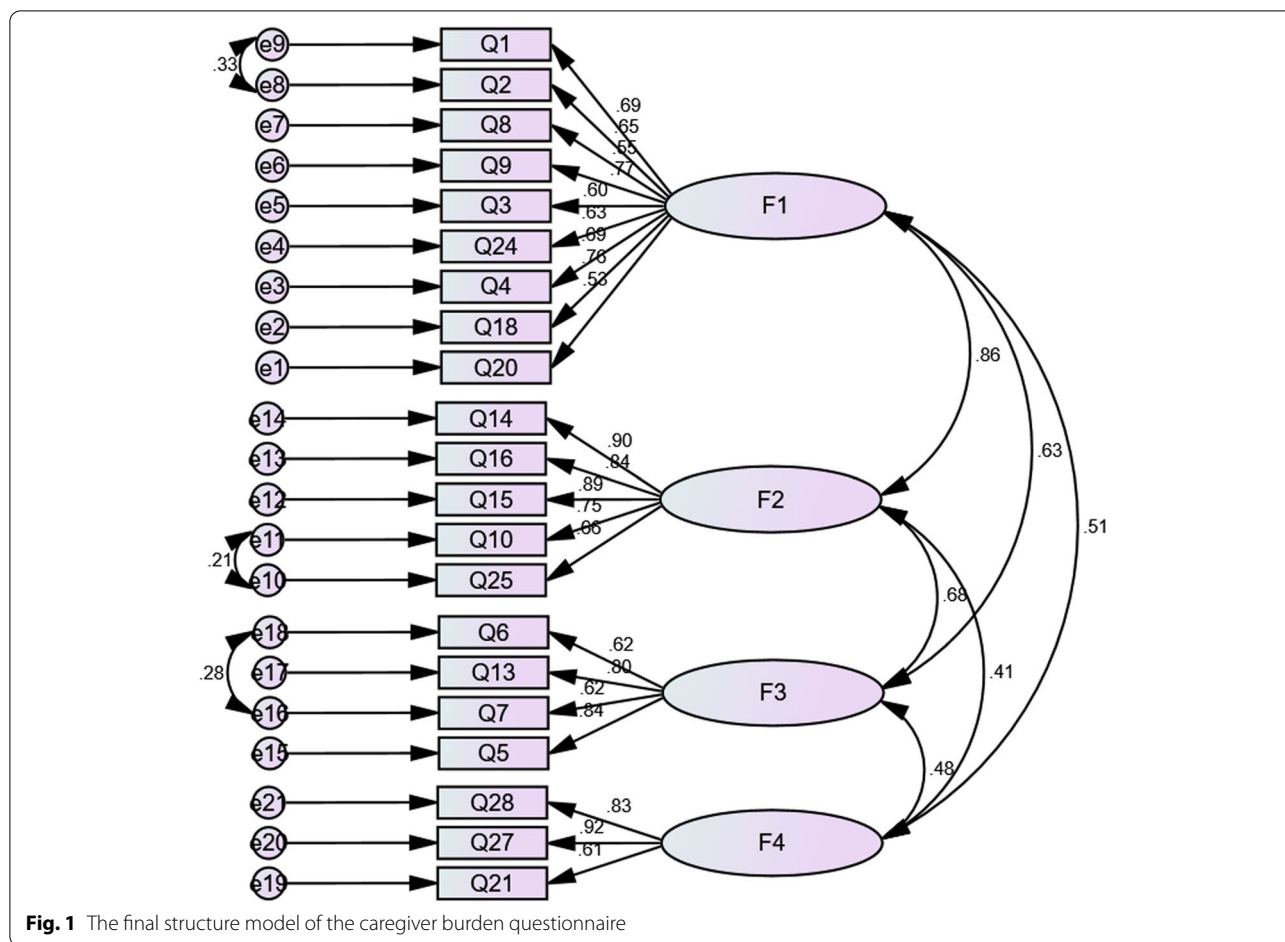 e9 Q1
.33
e8 Q2
.69
e7 Q8
.65
.55
e6 Q9
.77
e5 Q3
.60
F1
.63
e4 Q24
.69
e3 Q4
.76
e2 Q18
.53
e1 Q20
.86
e14 Q14
.90
.63
e13 Q16
.84
e12 Q15
.89
F2
.75
.51
e11 Q10
.66
.21
e10 Q25
.68
e18 Q6
.62
.28
e17 Q13
.80
.41
.62
F3
e16 Q7
.84
e15 Q5
.48
e21 Q28
.83
.92
e20 Q27
F4
.61
e19 Q21
Fig. 1 The final structure model of the caregiver burden questionnaire